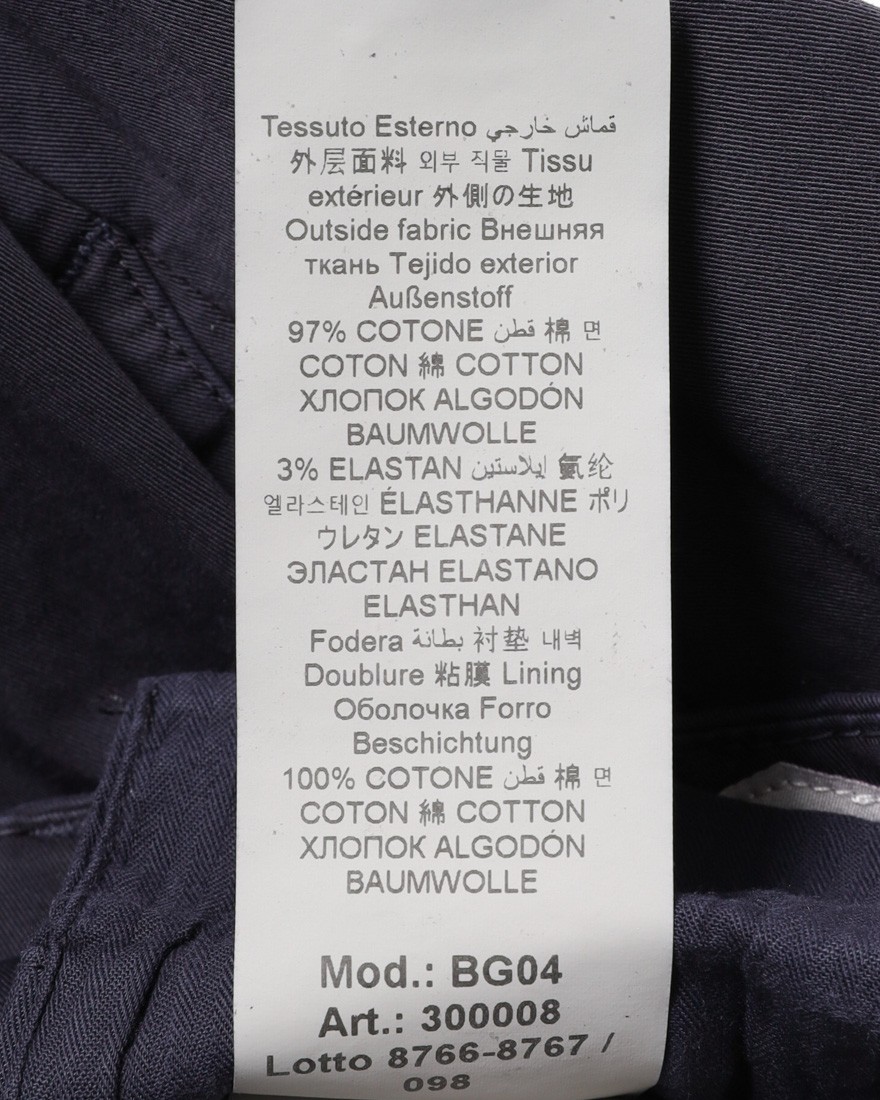 Tessuto Esterno قماش خارجي
外层面料 외부 직물 Tissu
extérieur 外側の生地
Outside fabric Внешняя
ткань Tejido exterior
Außenstoff
97% COTONE قطن 棉 면
COTON 綿 COTTON
ХЛОПОК ALGODÓN
BAUMWOLLE
3% ELASTAN إيلاستين 氨纶
엘라스테인 ÉLASTHANNE ポリ
ウレタン ELASTANE
ЭЛАСТАН ELASTANO
ELASTHAN
Fodera بطانة 衬垫 내벽
Doublure 粘膜 Lining
Оболочка Forro
Beschichtung
100% COTONE قطن 棉 면
COTON 綿 COTTON
ХЛОПОК ALGODÓN
BAUMWOLLE
Mod.: BG04
Art.: 300008
Lotto 8766-8767 /
098